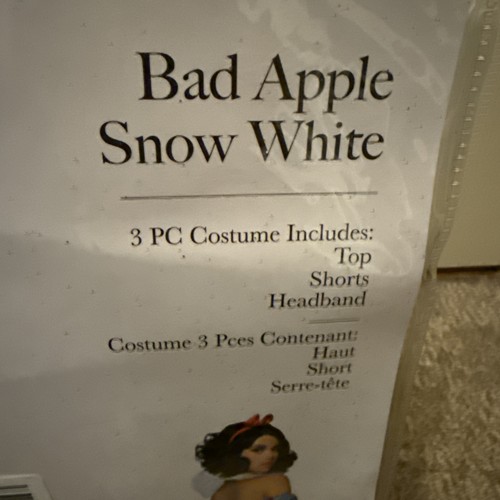 Bad Apple
Snow White
3 PC Costume Includes:
Top
Shorts
Headband
Costume 3 Pces Contenant:
Haut
Short
Serre-tête